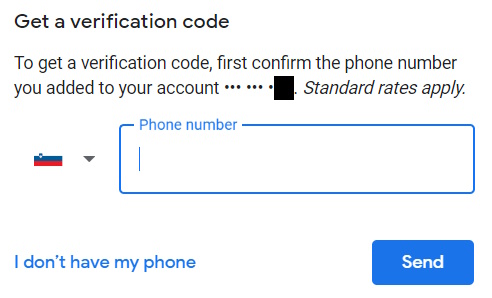 Get a verification code
To get a verification code, first confirm the phone number
you added to your account ••• ••• •. Standard rates apply.
Phone number
I don't have my phone
Send